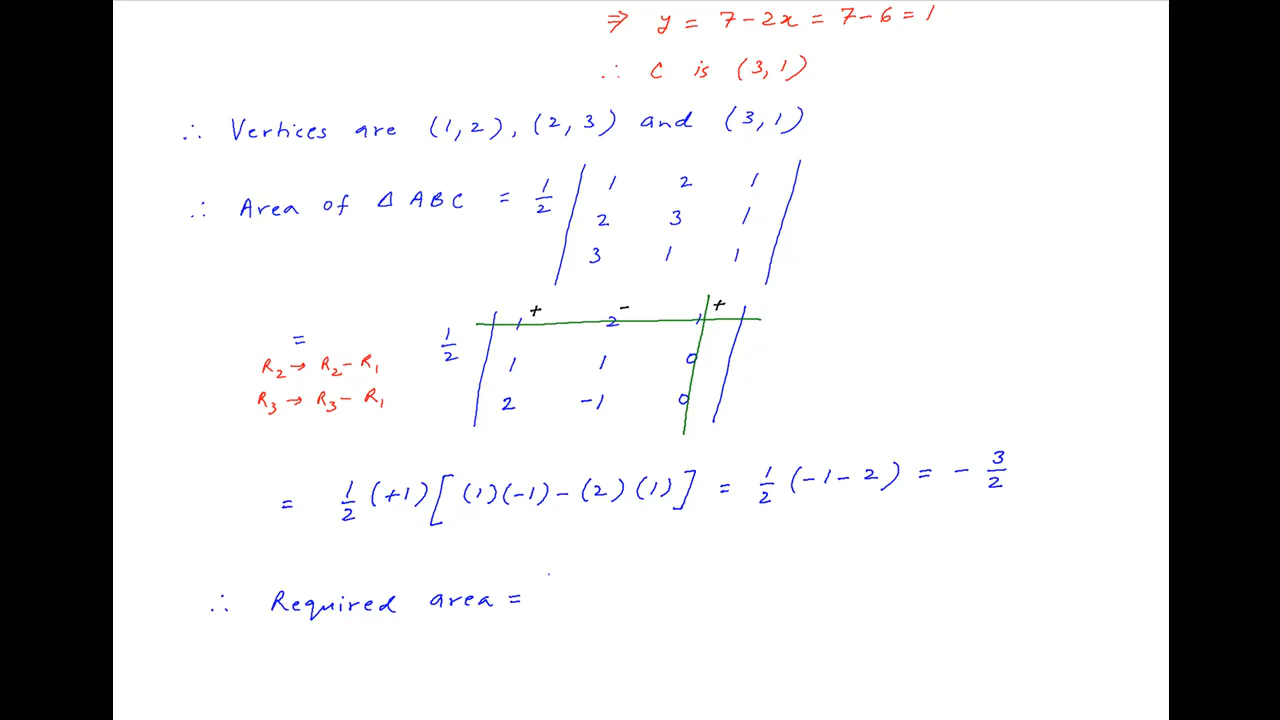 ⇒ y = 7 - 2x = 7 - 6 = 1
∴ C is (3, 1)
∴ Vertices are (1, 2), (2, 3) and (3, 1)
∴ Area of Δ ABC = 1/2 | 1 2 1
2 3 1
3 1 1 |
= 1/2 | 1 + 2 - 1 +
R2 → R2 - R1 1 1 0
R3 → R3 - R1 2 -1 0 |
= 1/2 (+1) [(1)(-1) - (2)(1)] = 1/2 (-1 - 2) = - 3/2
∴ Required area =